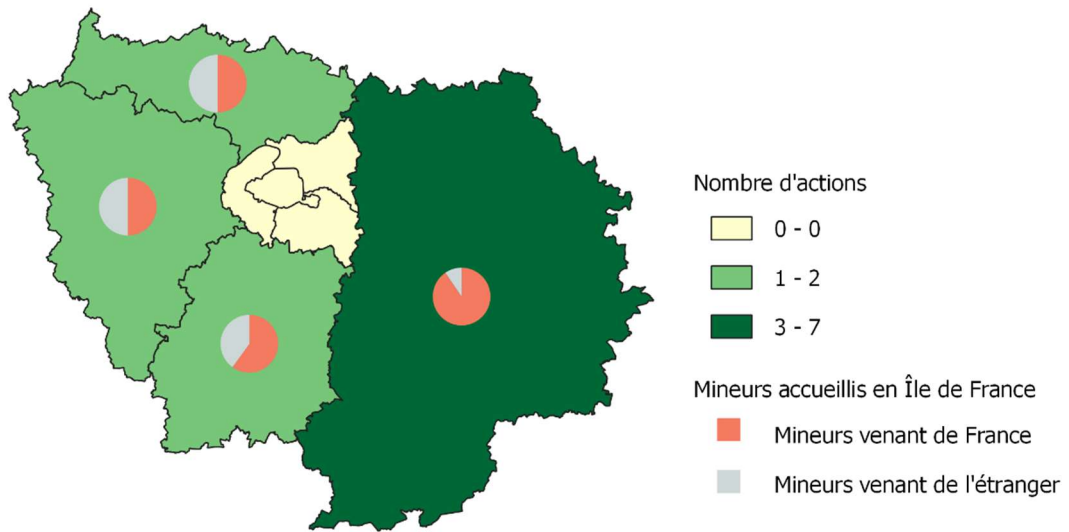 Nombre d'actions
0 - 0
1 - 2
3 - 7
Mineurs accueillis en Île de France
Mineurs venant de France
Mineurs venant de l'étranger